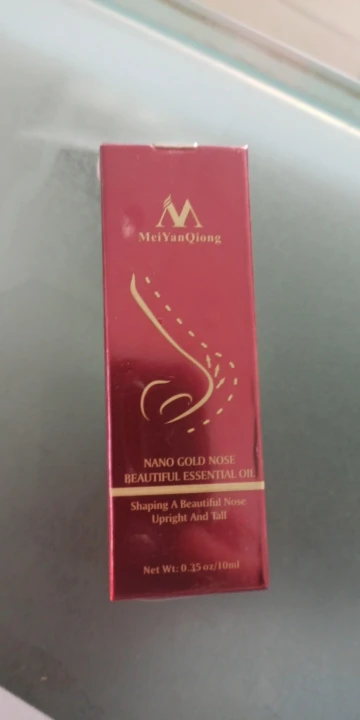 MeiYanQiong
NANO GOLD NOSE
BEAUTIFUL ESSENTIAL OIL
Shaping A Beautiful Nose
Upright And Tall
Net Wt: 0.35 oz/10ml